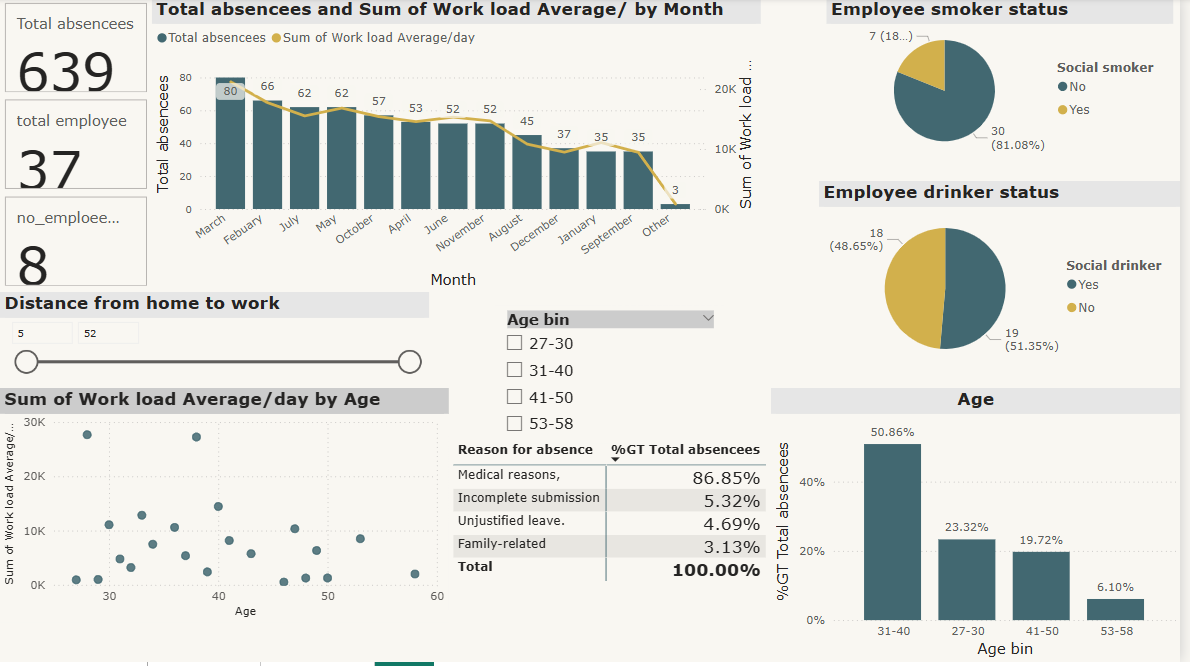 Total absencees
639
total employee
37
no_emploee...
8
Total absencees and Sum of Work load Average/ by Month
Total absencees Sum of Work load Average/day
Total absencees
80
60
40
20
0
80
66
62
62
57
53
52
52
45
37
35
35
3
20K
10K
0K
Sum of Work load ...
March
Febuary
July
May
October
April
June
November
August
December
January
September
Other
Month
Employee smoker status
7 (18...)
30
(81.08%)
Social smoker
No
Yes
Employee drinker status
18
(48.65%)
19
(51.35%)
Social drinker
Yes
No
Distance from home to work
5
52
Age bin
27-30
31-40
41-50
53-58
Sum of Work load Average/day by Age
Sum of Work load Average/...
30K
20K
10K
0K
30
40
50
60
Age
Reason for absence %GT Total absencees
Medical reasons, 86.85%
Incomplete submission 5.32%
Unjustified leave. 4.69%
Family-related 3.13%
Total 100.00%
Age
%GT Total absencees
40%
20%
0%
50.86%
23.32%
19.72%
6.10%
31-40
27-30
41-50
53-58
Age bin